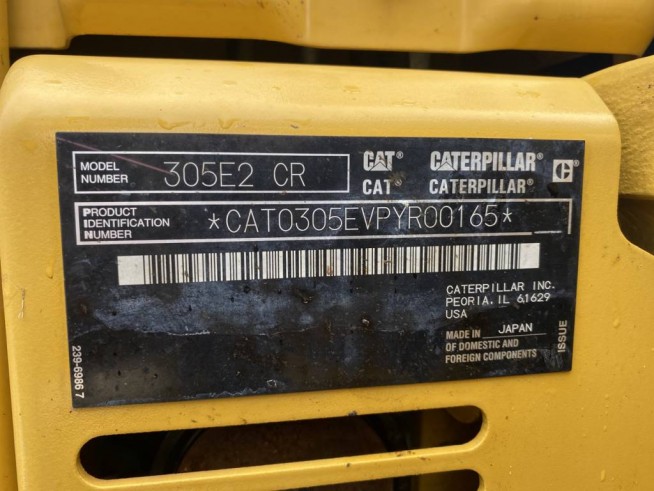 MODEL NUMBER 305E2 CR
CAT® CATERPILLAR® C
CAT® CATERPILLAR®
PRODUCT IDENTIFICATION NUMBER *CAT0305EVPYR00165*
CATERPILLAR INC.
PEORIA, IL 61629
USA
MADE IN JAPAN
OF DOMESTIC AND
FOREIGN COMPONENTS
ISSUE
239-6986 7